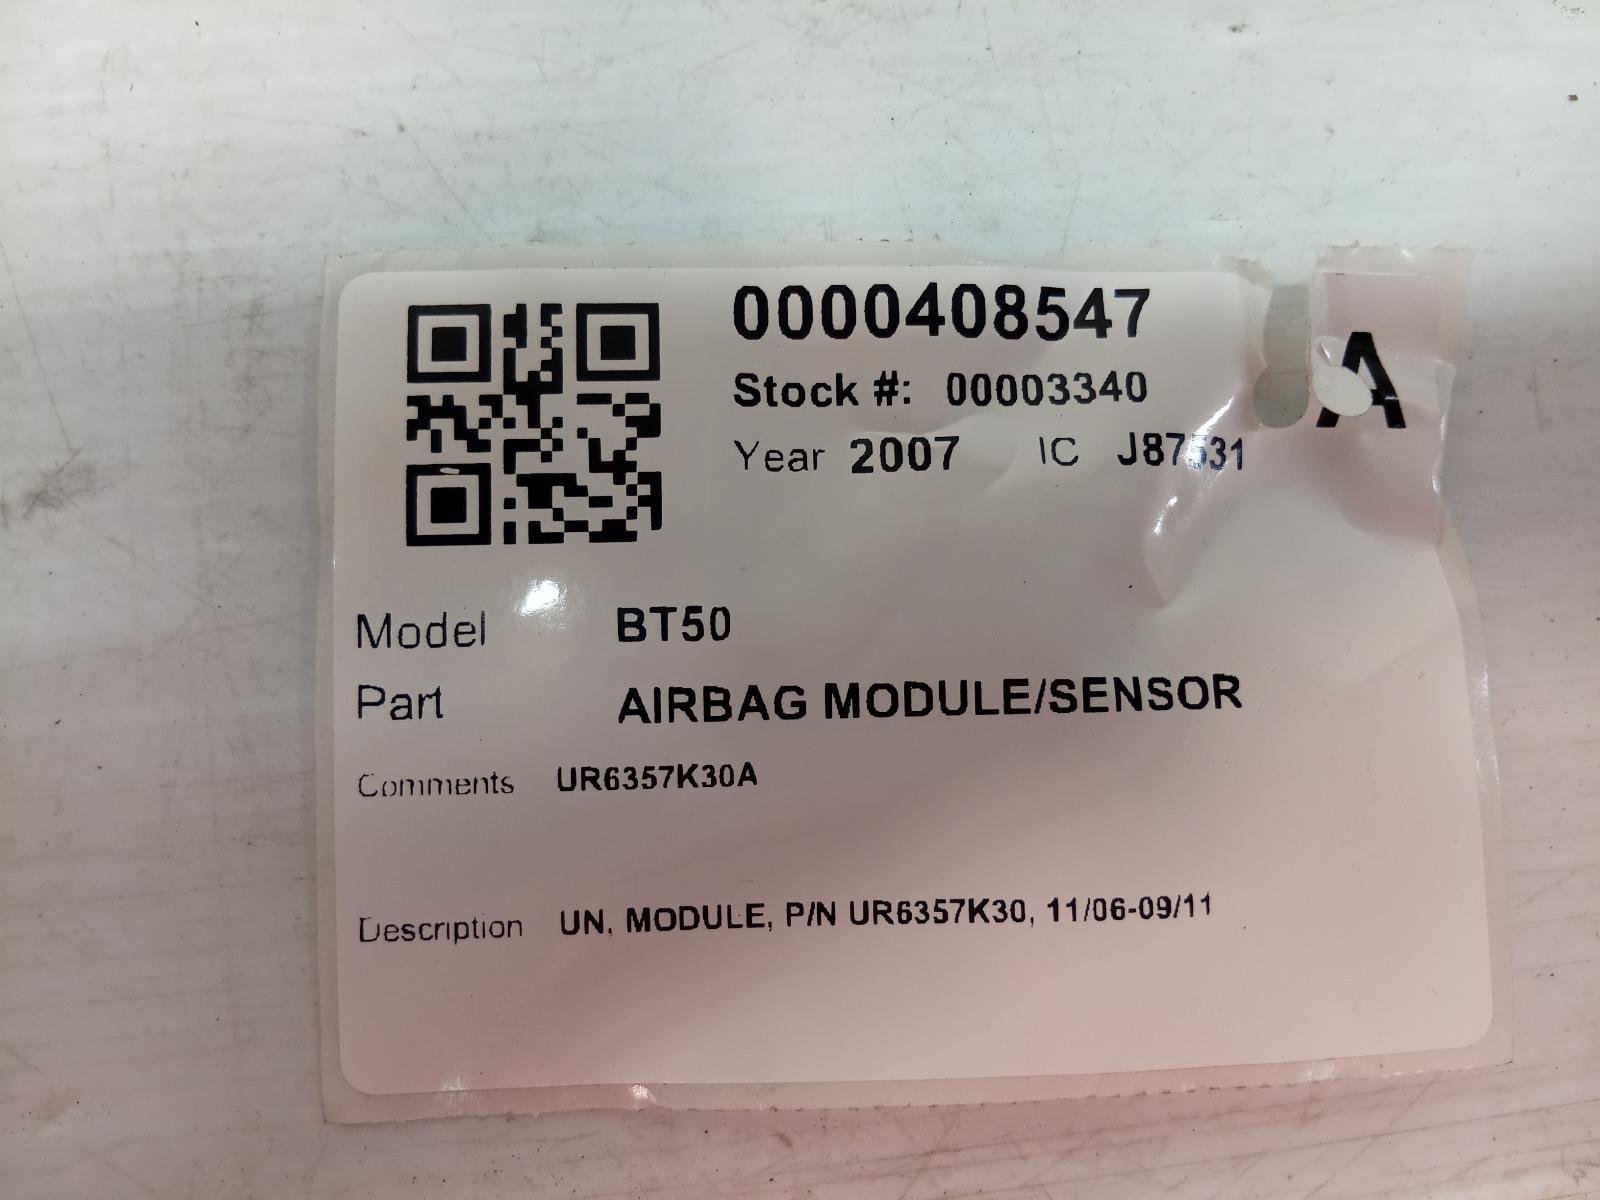 0000408547
A
Stock #: 00003340
Year 2007 IC J87531
Model BT50
Part AIRBAG MODULE/SENSOR
Comments UR6357K30A
Description UN, MODULE, P/N UR6357K30, 11/06-09/11